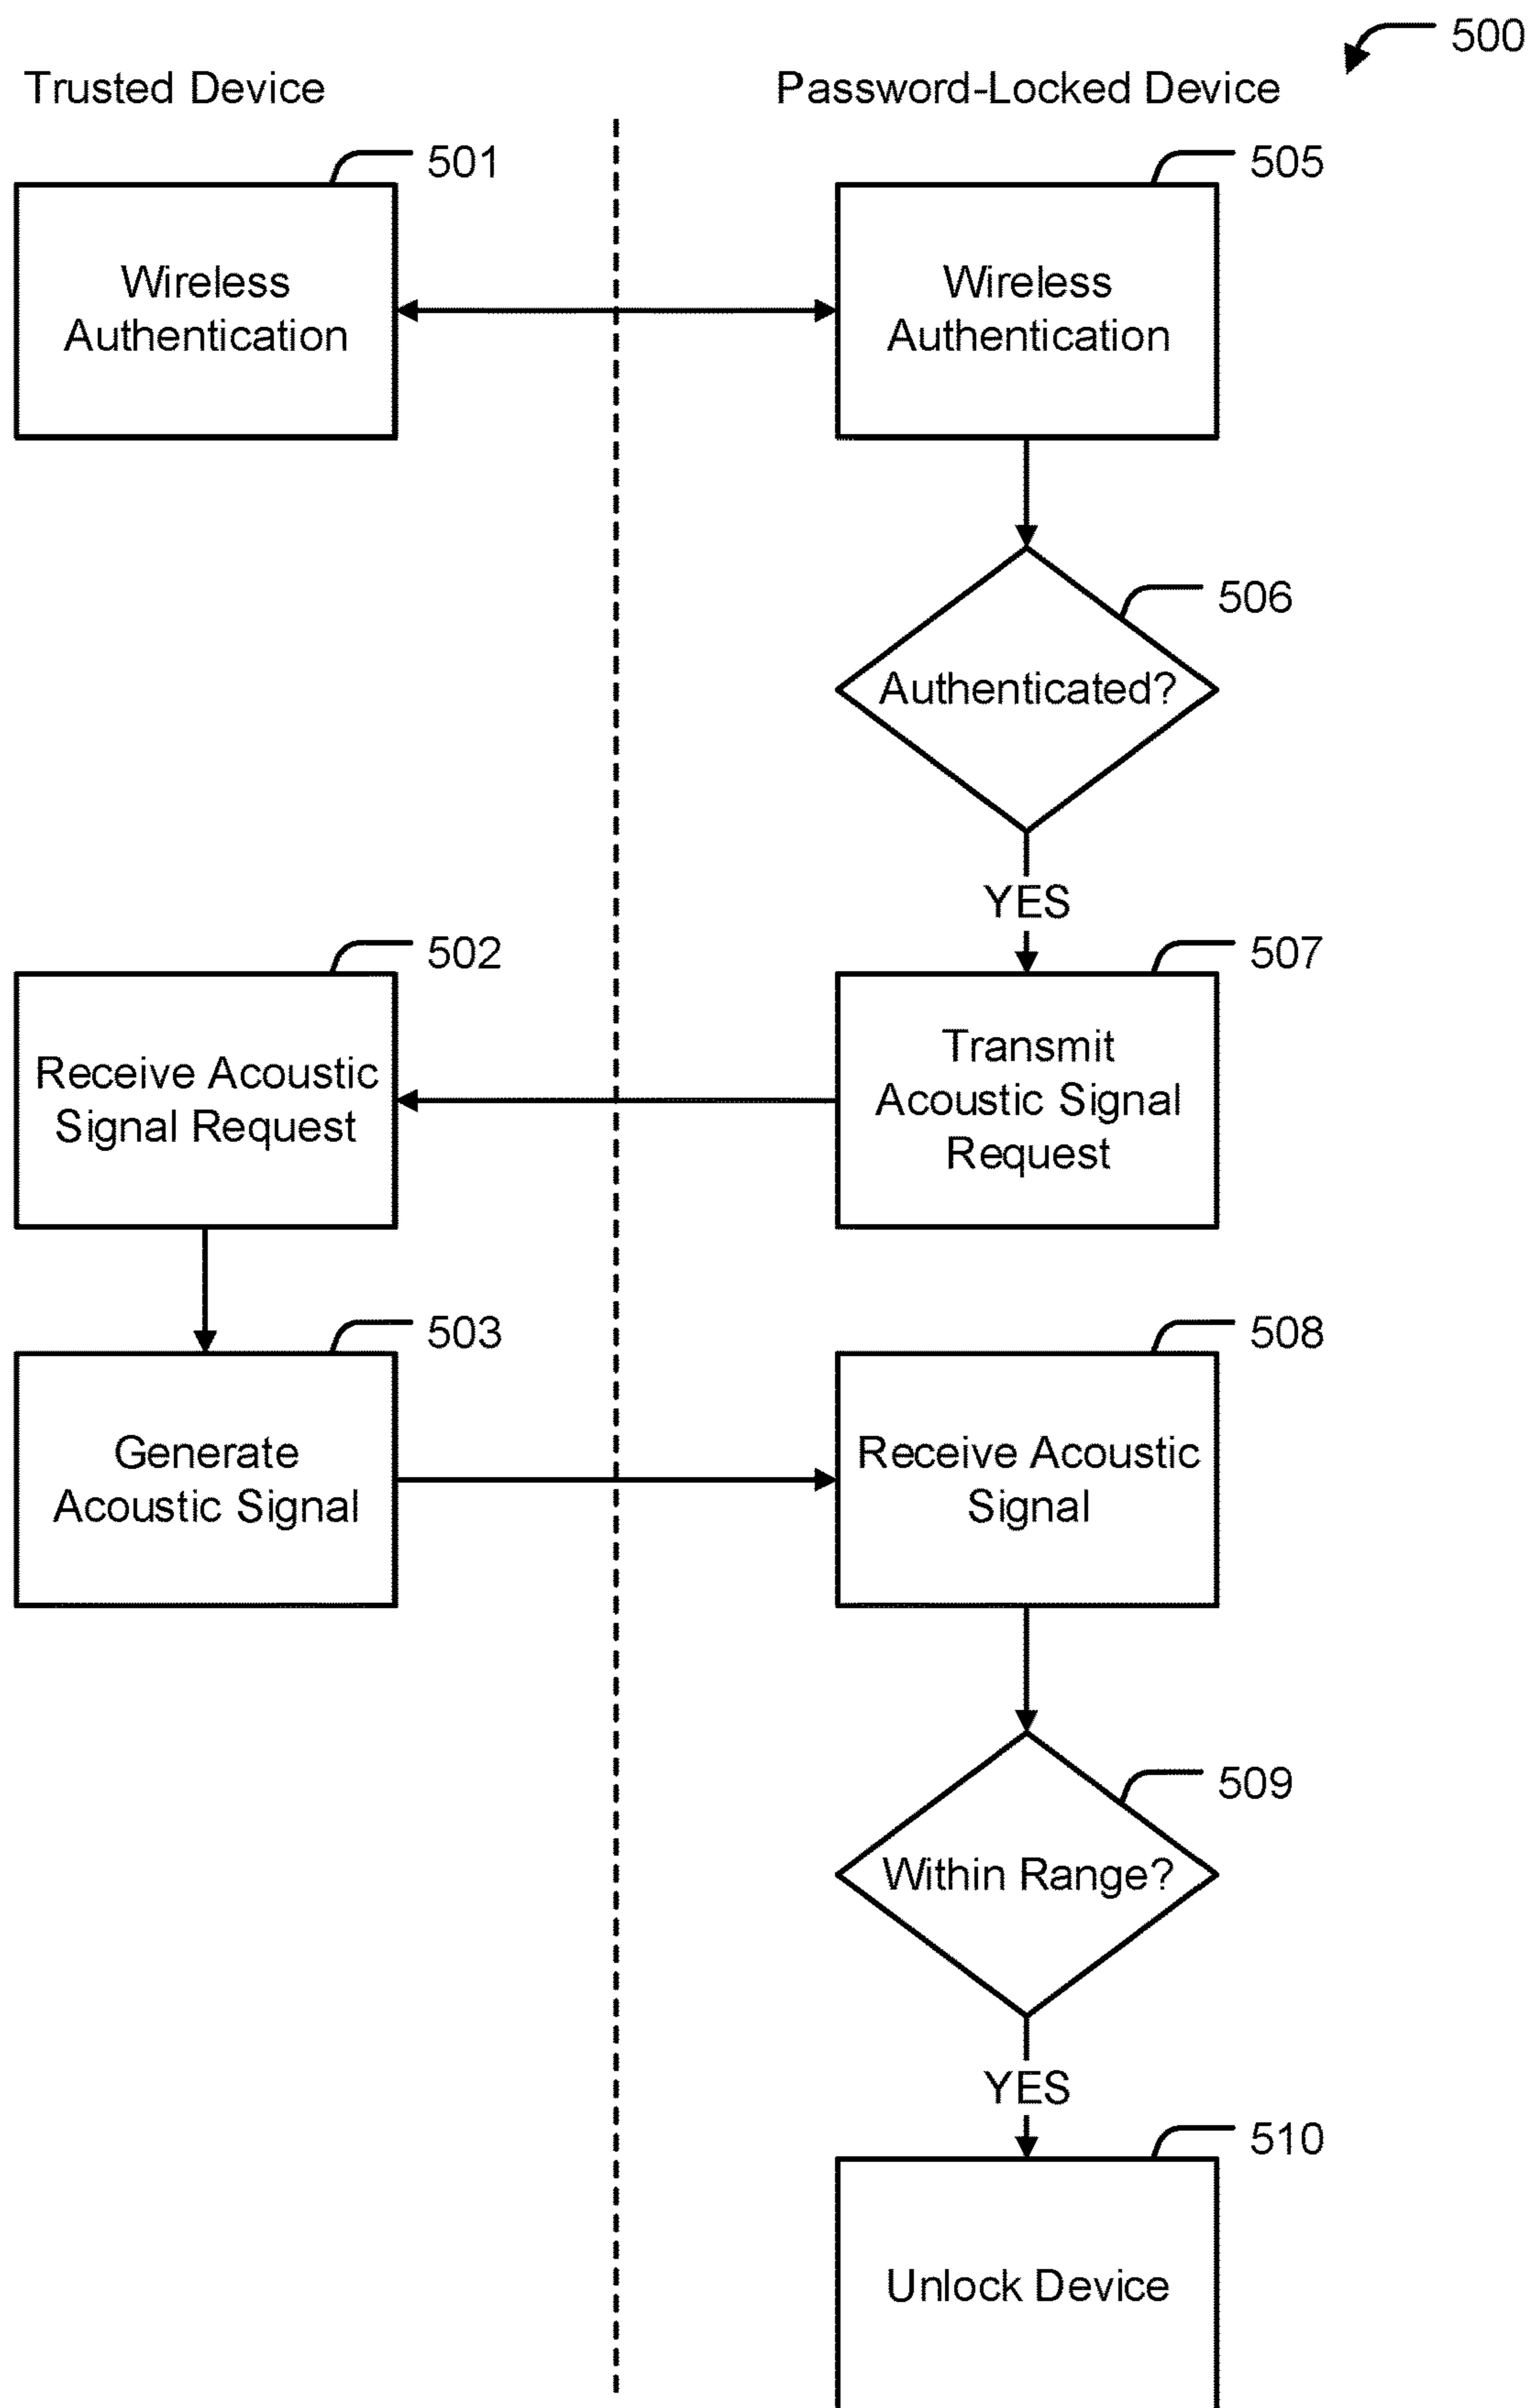 500
Trusted Device
Password-Locked Device
501
505
Wireless
Authentication
Wireless
Authentication
506
Authenticated?
YES
502
507
Receive Acoustic
Signal Request
Transmit
Acoustic Signal
Request
503
508
Generate
Acoustic Signal
Receive Acoustic
Signal
509
Within Range?
YES
510
Unlock Device